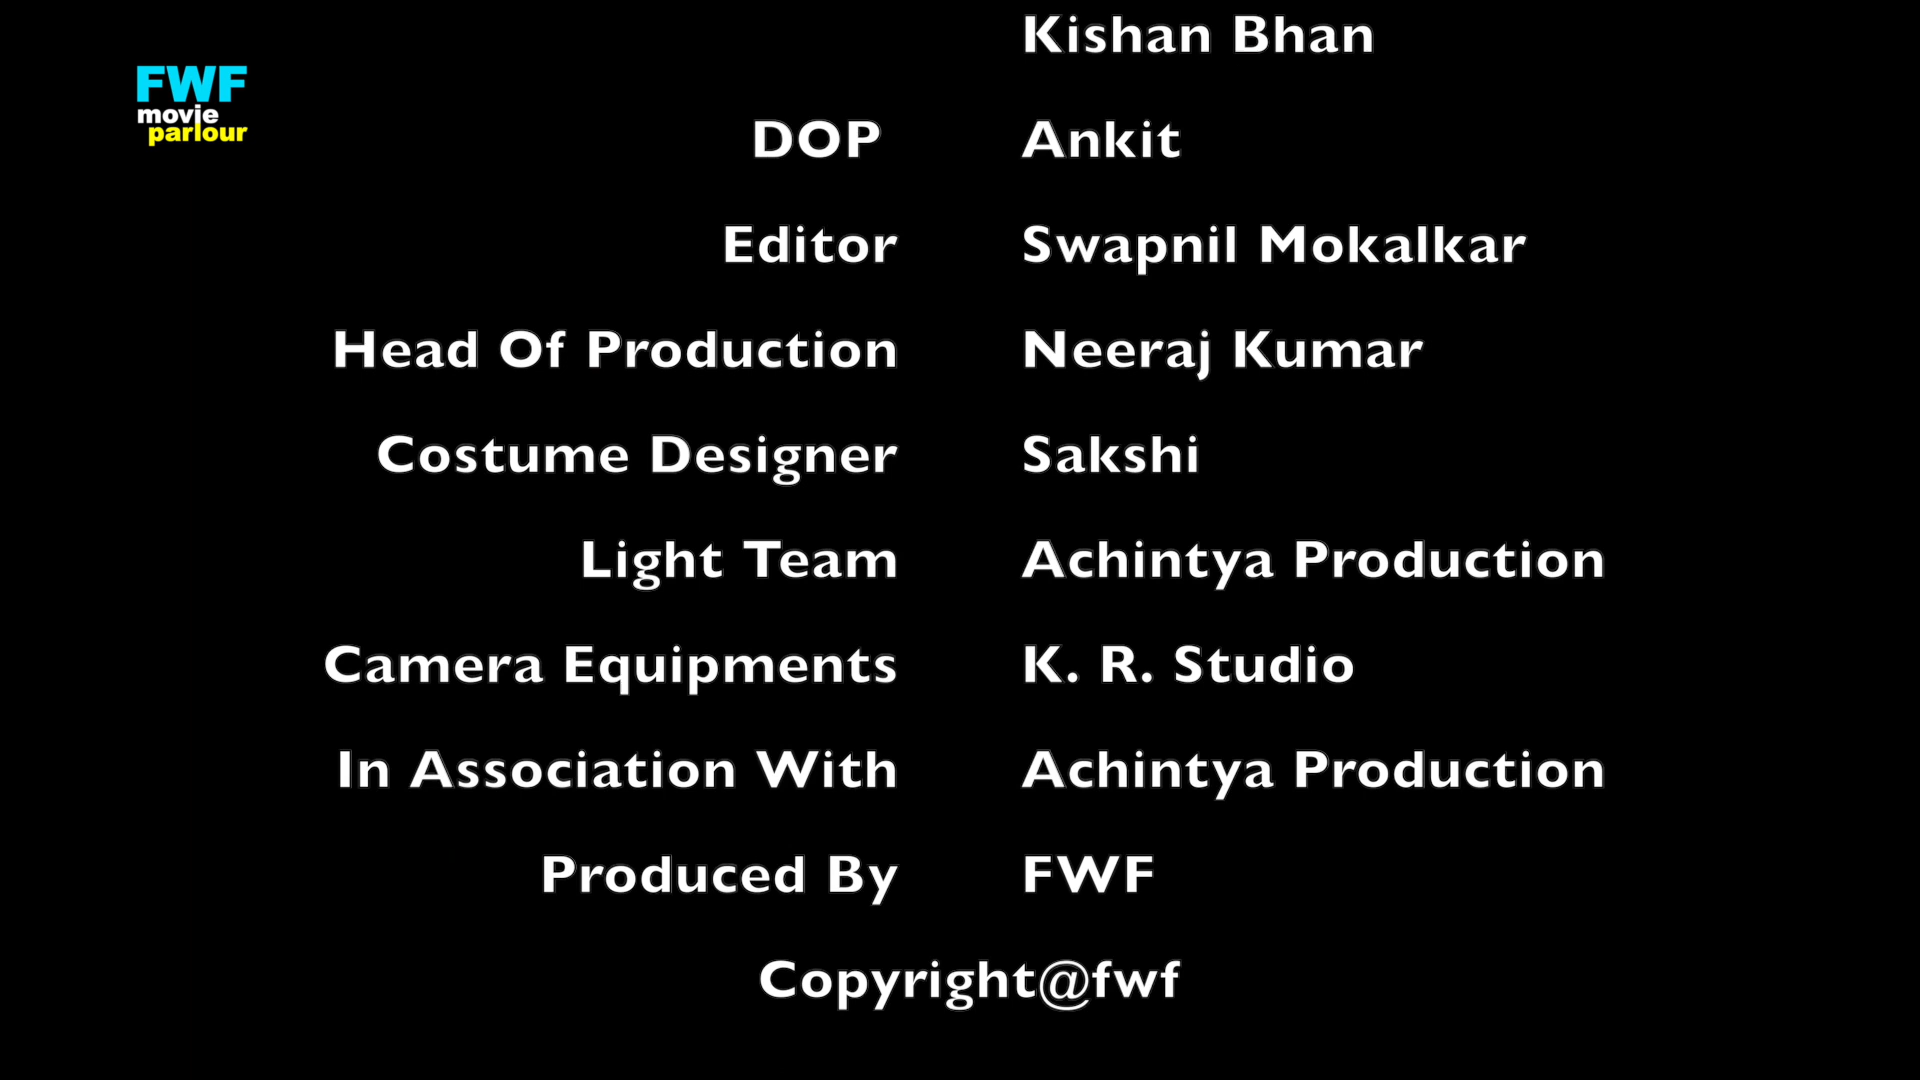 Kishan Bhan
FWF
movie
parlour
DOP Ankit
Editor Swapnil Mokalkar
Head Of Production Neeraj Kumar
Costume Designer Sakshi
Light Team Achintya Production
Camera Equipments K. R. Studio
In Association With Achintya Production
Produced By FWF
Copyright@fwf